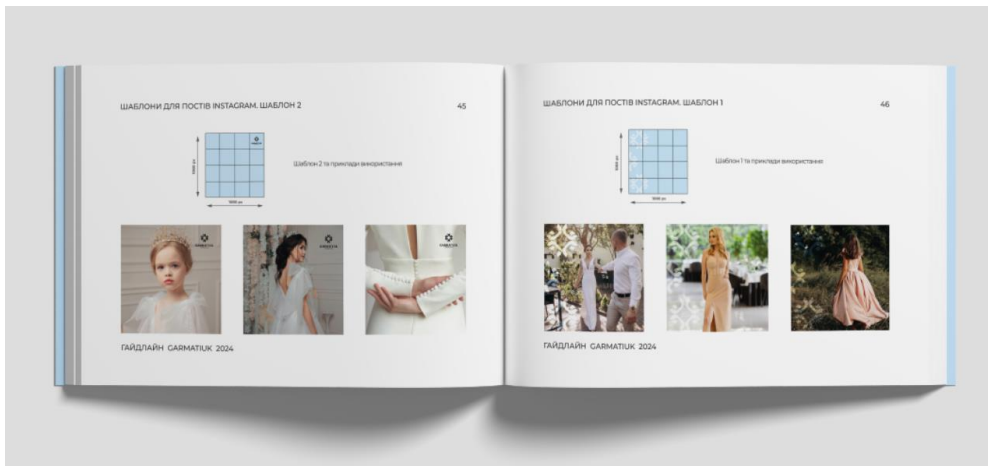 ШАБЛОНИ ДЛЯ ПОСТІВ INSTAGRAM. ШАБЛОН 2
45
Шаблон 2 та приклади використання
ГАЙДЛАЙН GARMATIUK 2024
ШАБЛОНИ ДЛЯ ПОСТІВ INSTAGRAM. ШАБЛОН 1
46
Шаблон 1 та приклади використання
ГАЙДЛАЙН GARMATIUK 2024